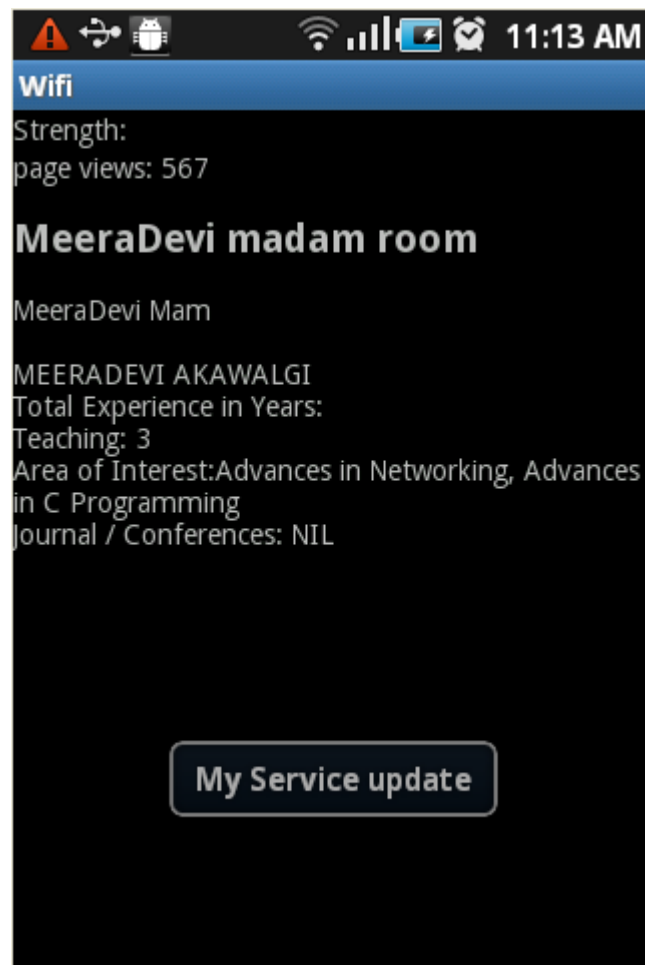 11:13 AM
Wifi
Strength:
page views: 567
MeeraDevi madam room
MeeraDevi Mam
MEERADEVI AKAWALGI
Total Experience in Years:
Teaching: 3
Area of Interest:Advances in Networking, Advances
in C Programming
Journal / Conferences: NIL
My Service update